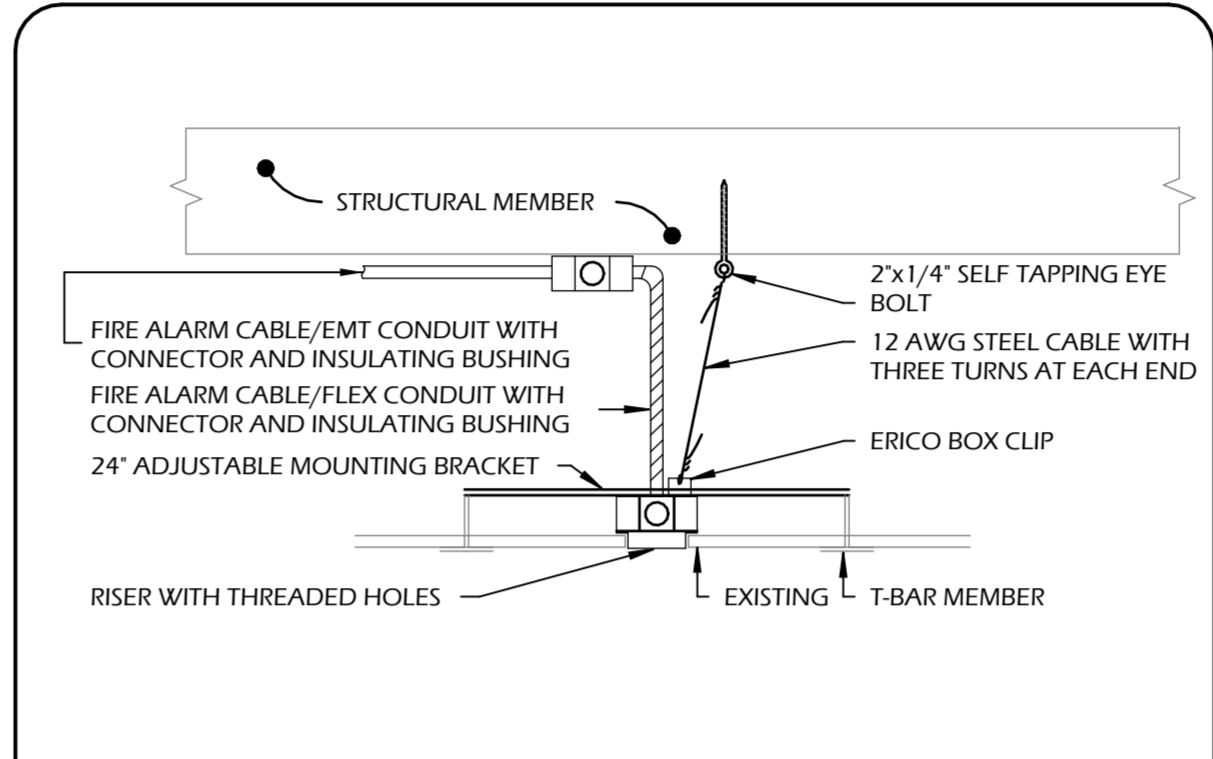 STRUCTURAL MEMBER
2"x1/4" SELF TAPPING EYE
BOLT
FIRE ALARM CABLE/EMT CONDUIT WITH
CONNECTOR AND INSULATING BUSHING
12 AWG STEEL CABLE WITH
THREE TURNS AT EACH END
FIRE ALARM CABLE/FLEX CONDUIT WITH
CONNECTOR AND INSULATING BUSHING
ERICO BOX CLIP
24" ADJUSTABLE MOUNTING BRACKET
RISER WITH THREADED HOLES
EXISTING
T-BAR MEMBER